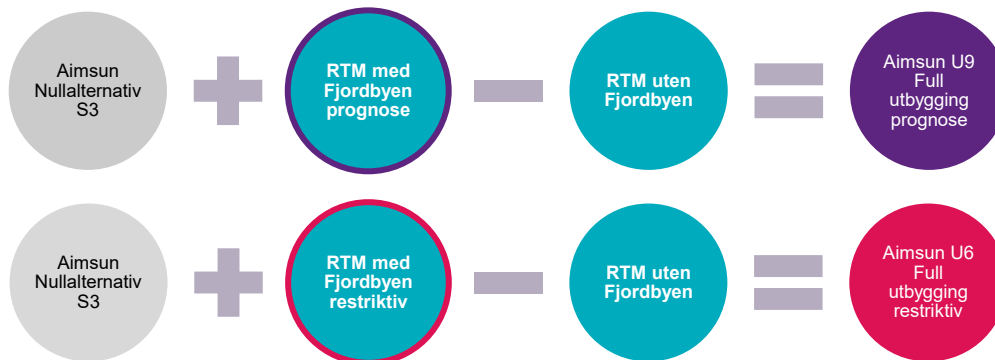 Aimsun
Nullalternativ
S3
RTM med
Fjordbyen
prognose
RTM uten
Fjordbyen
Aimsun U9
Full
utbygging
prognose
Aimsun
Nullalternativ
S3
RTM med
Fjordbyen
restriktiv
RTM uten
Fjordbyen
Aimsun U6
Full
utbygging
restriktiv